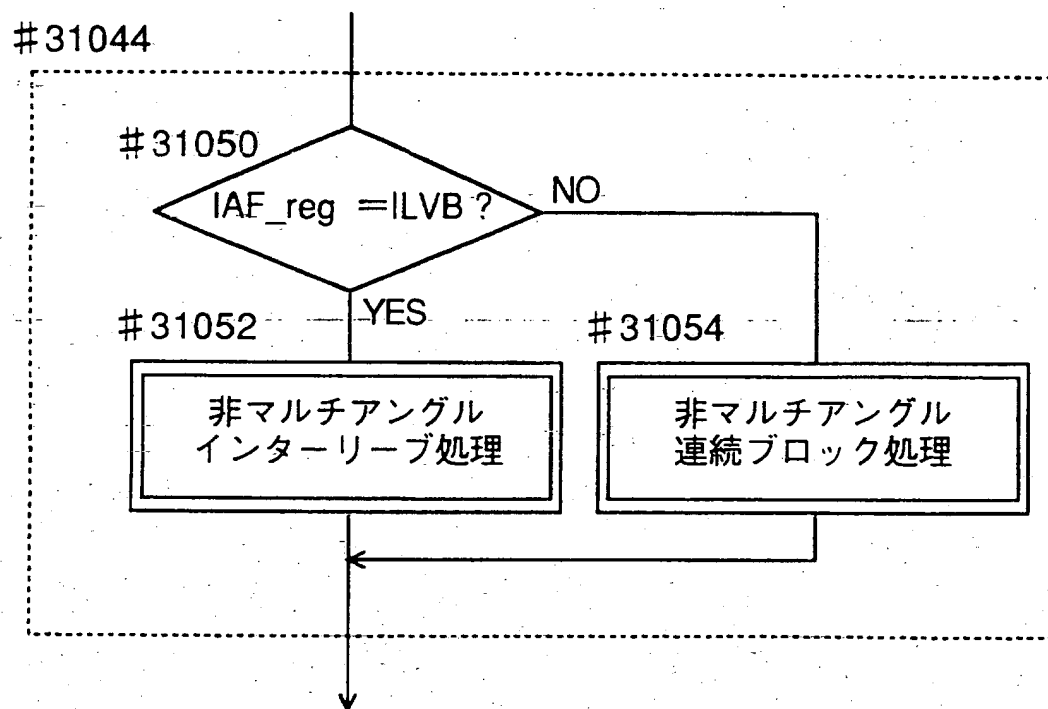 #31044
#31050
IAF_reg =ILVB ?
NO
YES
#31052
#31054
非マルチアングル
インターリーブ処理
非マルチアングル
連続ブロック処理